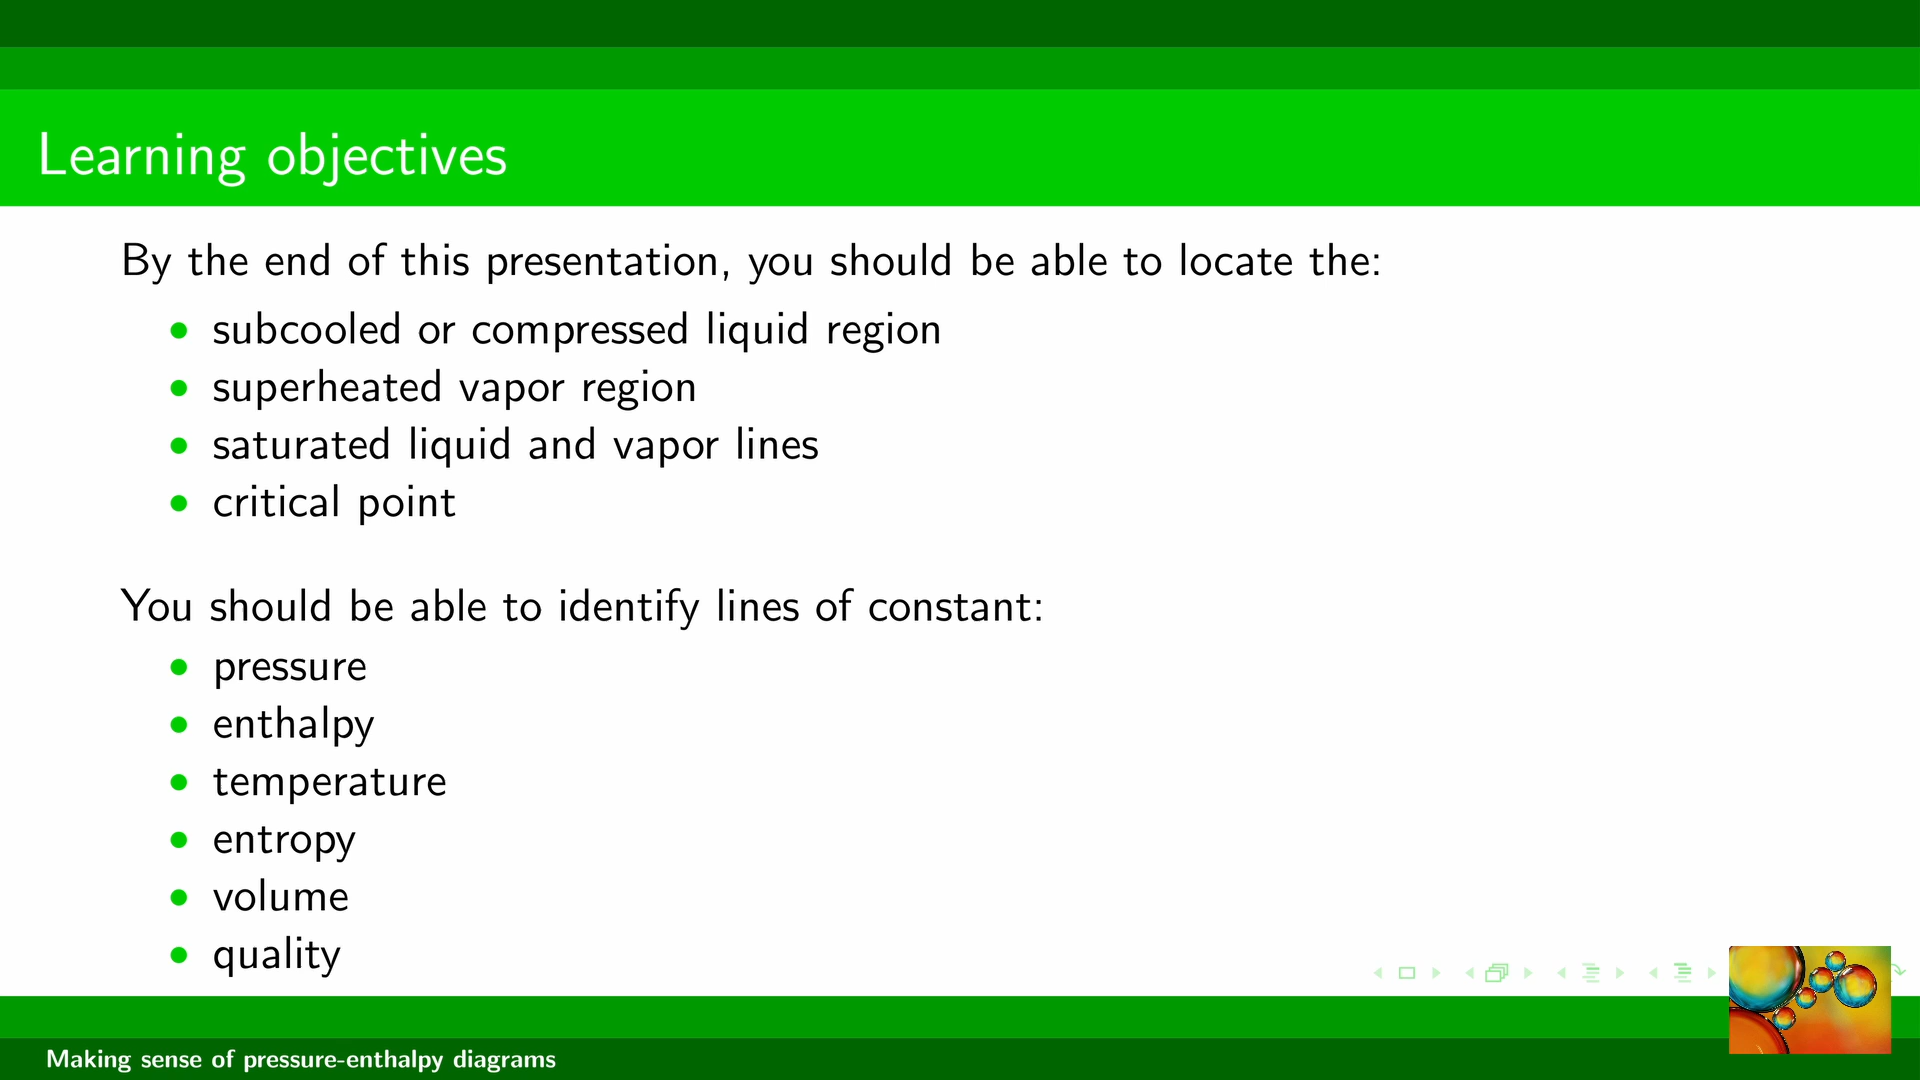 Learning objectives
By the end of this presentation, you should be able to locate the:
• subcooled or compressed liquid region
• superheated vapor region
• saturated liquid and vapor lines
• critical point
You should be able to identify lines of constant:
• pressure
• enthalpy
• temperature
• entropy
• volume
• quality
Making sense of pressure-enthalpy diagrams